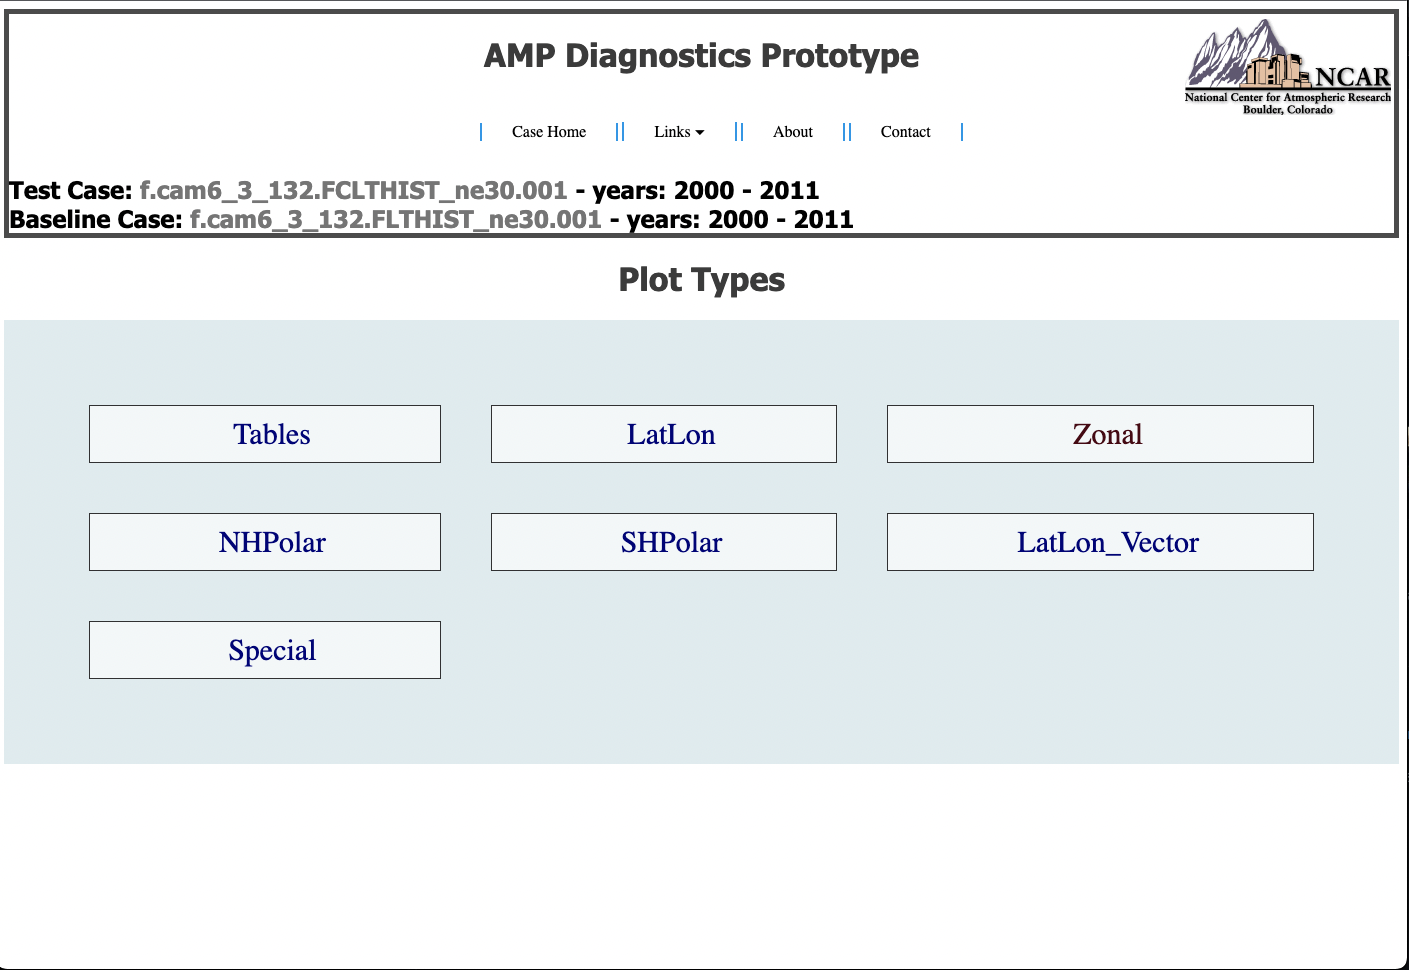 AMP Diagnostics Prototype
NCAR
National Center for Atmospheric Research
Boulder, Colorado
Case Home Links About Contact
Test Case: f.cam6_3_132.FCLTHIST_ne30.001 - years: 2000 - 2011
Baseline Case: f.cam6_3_132.FLTHIST_ne30.001 - years: 2000 - 2011
Plot Types
Tables LatLon Zonal
NHPolar SHPolar LatLon_Vector
Special